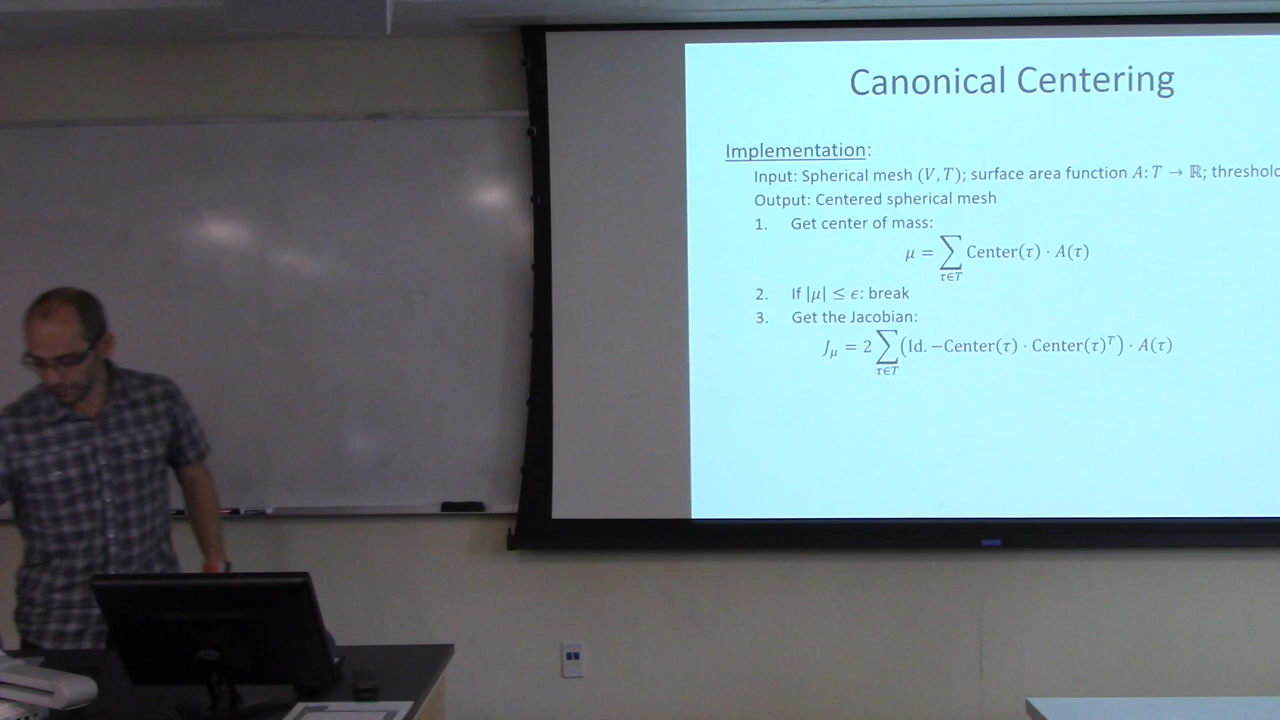 Canonical Centering
Implementation:
Input: Spherical mesh (V, T); surface area function A: T → ℝ; threshold
Output: Centered spherical mesh
1. Get center of mass:
μ = ∑_{τ∈T} Center(τ) · A(τ)
2. If |μ| ≤ ϵ: break
3. Get the Jacobian:
J_μ = 2 ∑_{τ∈T} (Id. −Center(τ) · Center(τ)^T) · A(τ)